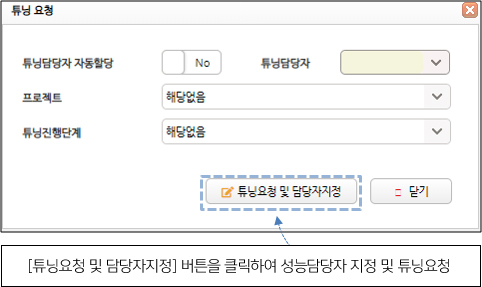 튜닝 요청
튜닝담당자 자동할당 No 튜닝담당자
프로젝트 해당없음
튜닝진행단계 해당없음
튜닝요청 및 담당자지정 닫기
[튜닝요청 및 담당자지정] 버튼을 클릭하여 성능담당자 지정 및 튜닝요청